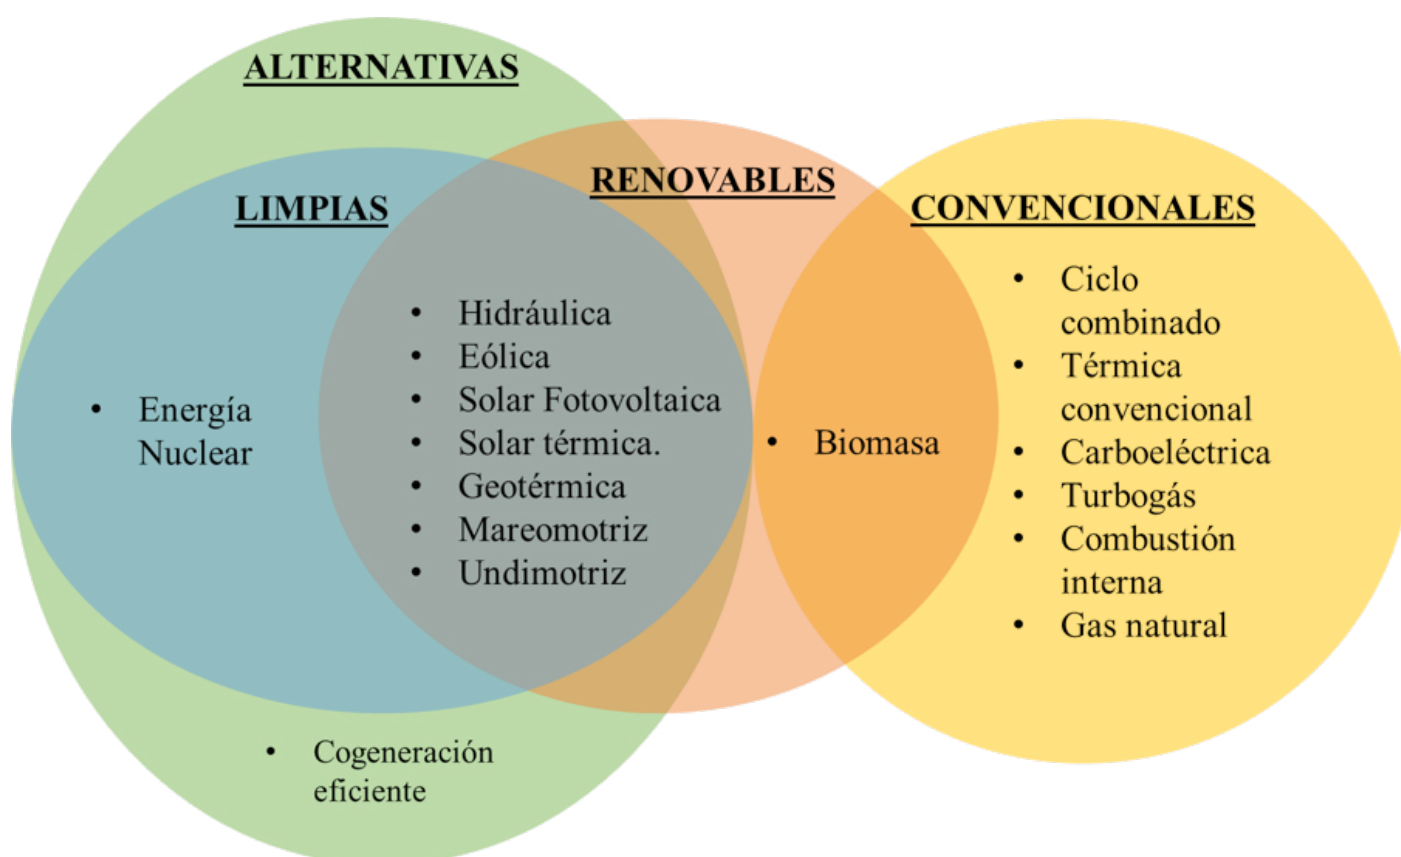 ALTERNATIVAS
LIMPIAS
RENOVABLES
CONVENCIONALES
• Energía
Nuclear
• Hidráulica
• Eólica
• Solar Fotovoltaica
• Solar térmica.
• Geotérmica
• Mareomotriz
• Undimotriz
• Biomasa
• Ciclo
combinado
• Térmica
convencional
• Carboeléctrica
• Turbogás
• Combustión
interna
• Gas natural
• Cogeneración
eficiente